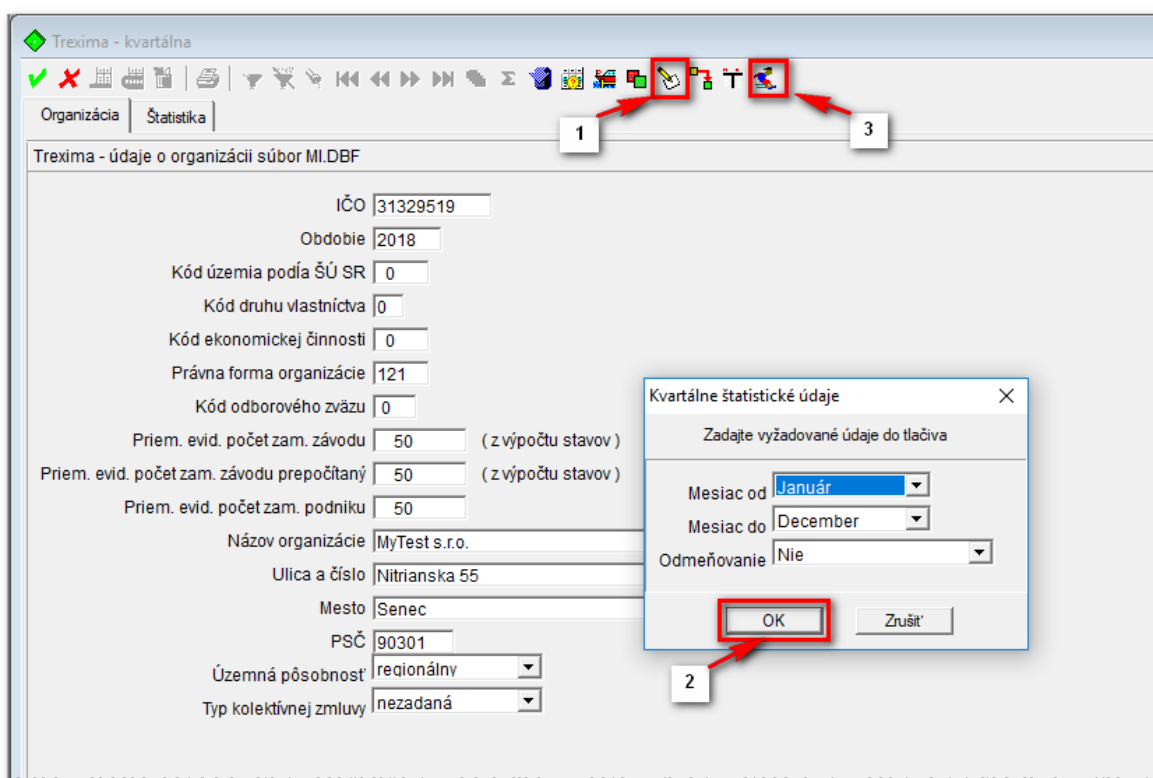 Trexima - kvartálna
1
3
Organizácia Štatistika
Trexima - údaje o organizácii súbor MI.DBF
IČO 31329519
Obdobie 2018
Kód územia podĺa ŠÚ SR 0
Kód druhu vlastníctva 0
Kód ekonomickej činnosti 0
Právna forma organizácie 121
Kód odborového zväzu 0
Priem. evid. počet zam. závodu 50 ( z výpočtu stavov )
Priem. evid. počet zam. závodu prepočítaný 50 ( z výpočtu stavov )
Priem. evid. počet zam. podniku 50
Názov organizácie MyTest s.r.o.
Ulica a číslo Nitrianska 55
Mesto Senec
PSČ 90301
Územná pôsobnosť regionálny
Typ kolektívnej zmluvy nezadaná
Kvartálne štatistické údaje
Zadajte vyžadované údaje do tlačiva
Mesiac od Január
Mesiac do December
Odmeňovanie Nie
OK Zrušiť
2